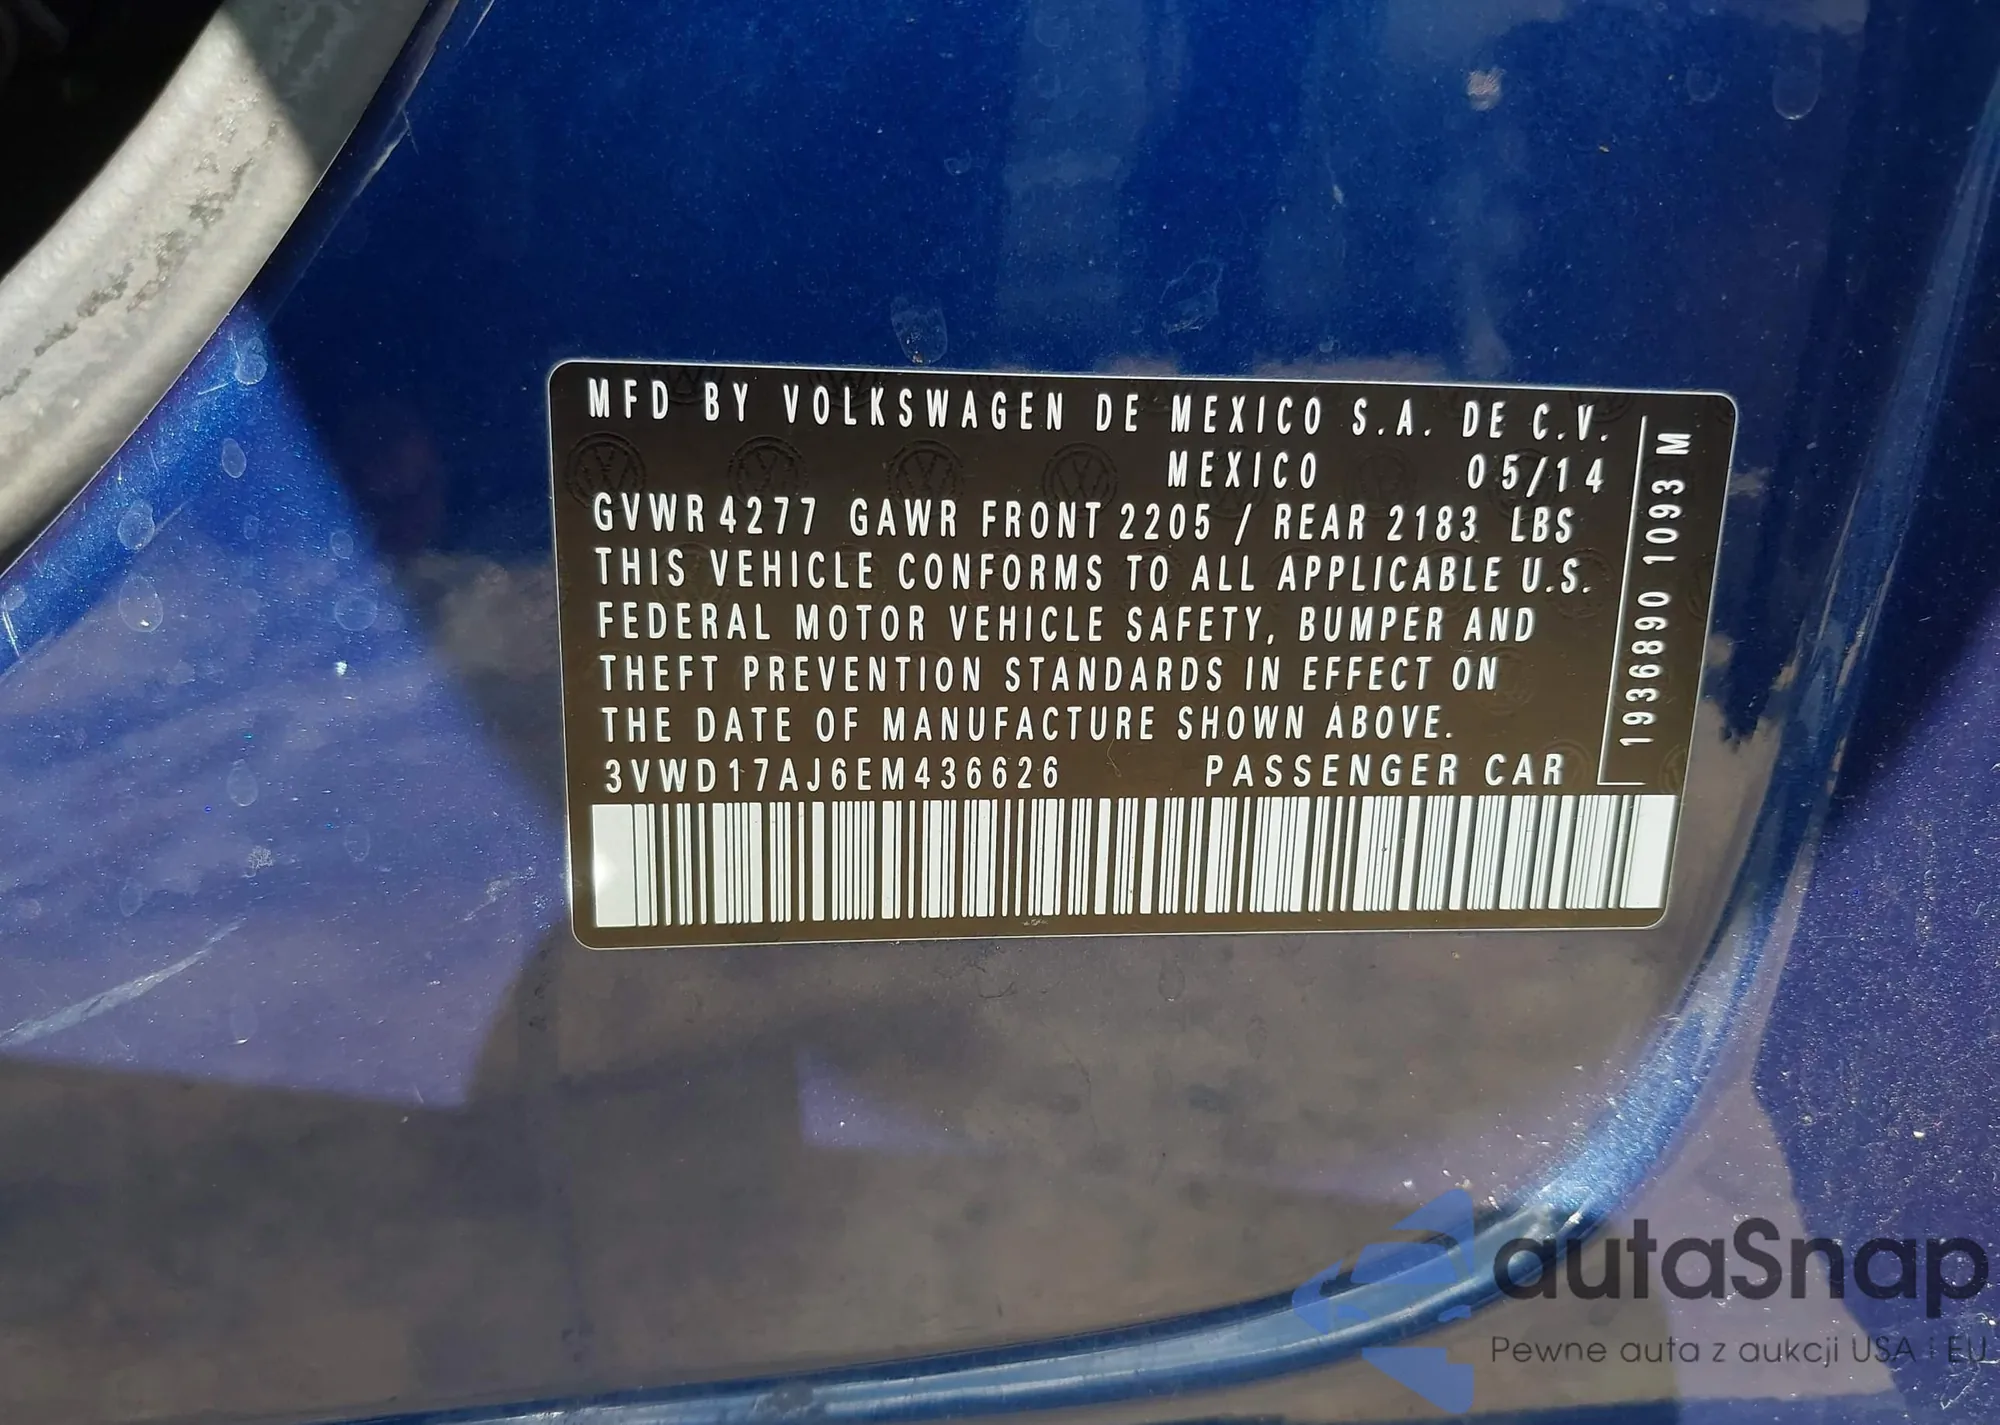 MFD BY VOLKSWAGEN DE MEXICO S.A. DE C.V.
MEXICO 05/14
GVWR 4277 GAWR FRONT 2205 / REAR 2183 LBS
THIS VEHICLE CONFORMS TO ALL APPLICABLE U.S.
FEDERAL MOTOR VEHICLE SAFETY, BUMPER AND
THEFT PREVENTION STANDARDS IN EFFECT ON
THE DATE OF MANUFACTURE SHOWN ABOVE.
3VWD17AJ6EM436626 PASSENGER CAR
1936890 1093 M
autaSnap
Pewne auta z aukcji USA i EU